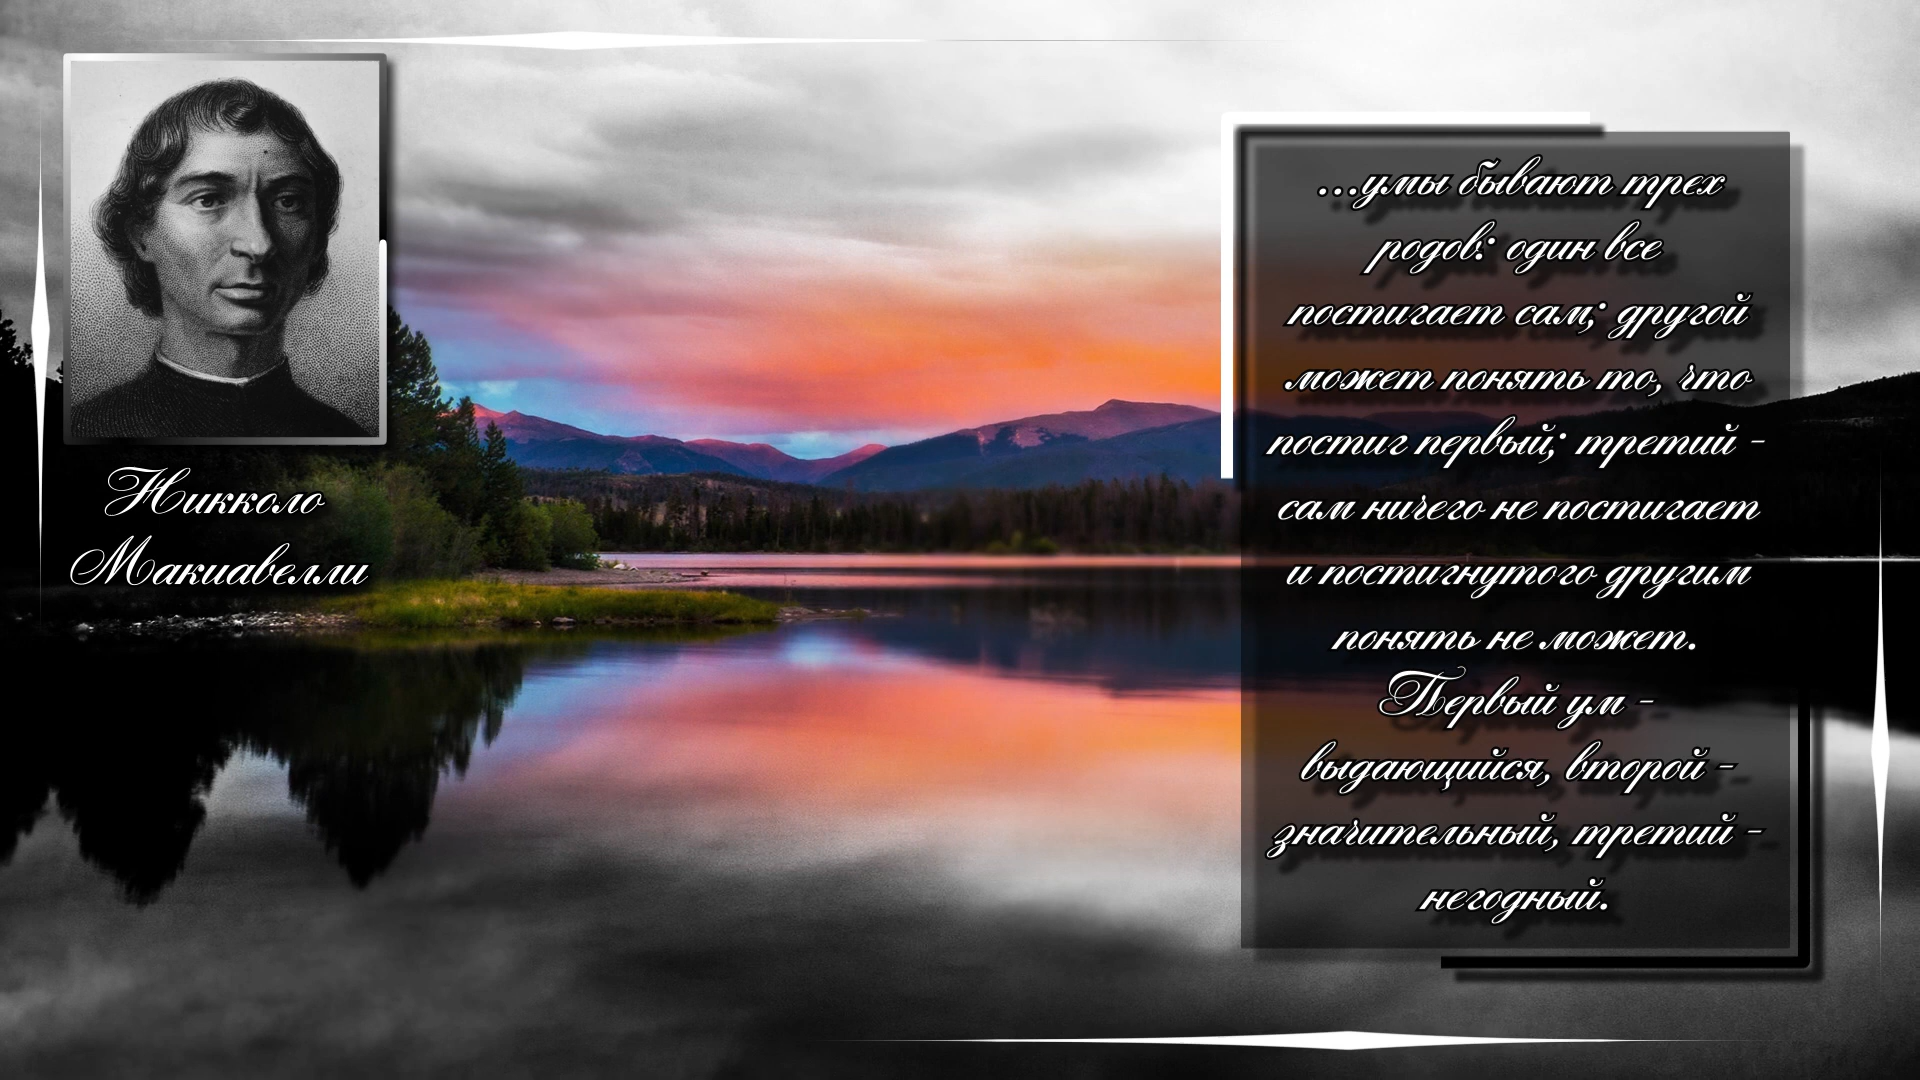 Никколо
Макиавелли
...умы бывают трех
родов: один все
постигает сам; другой
может понять то, что
постиг первый; третий -
сам ничего не постигает
и постигнутого другим
понять не может.
Первый ум -
выдающийся, второй -
значительный, третий -
негодный.